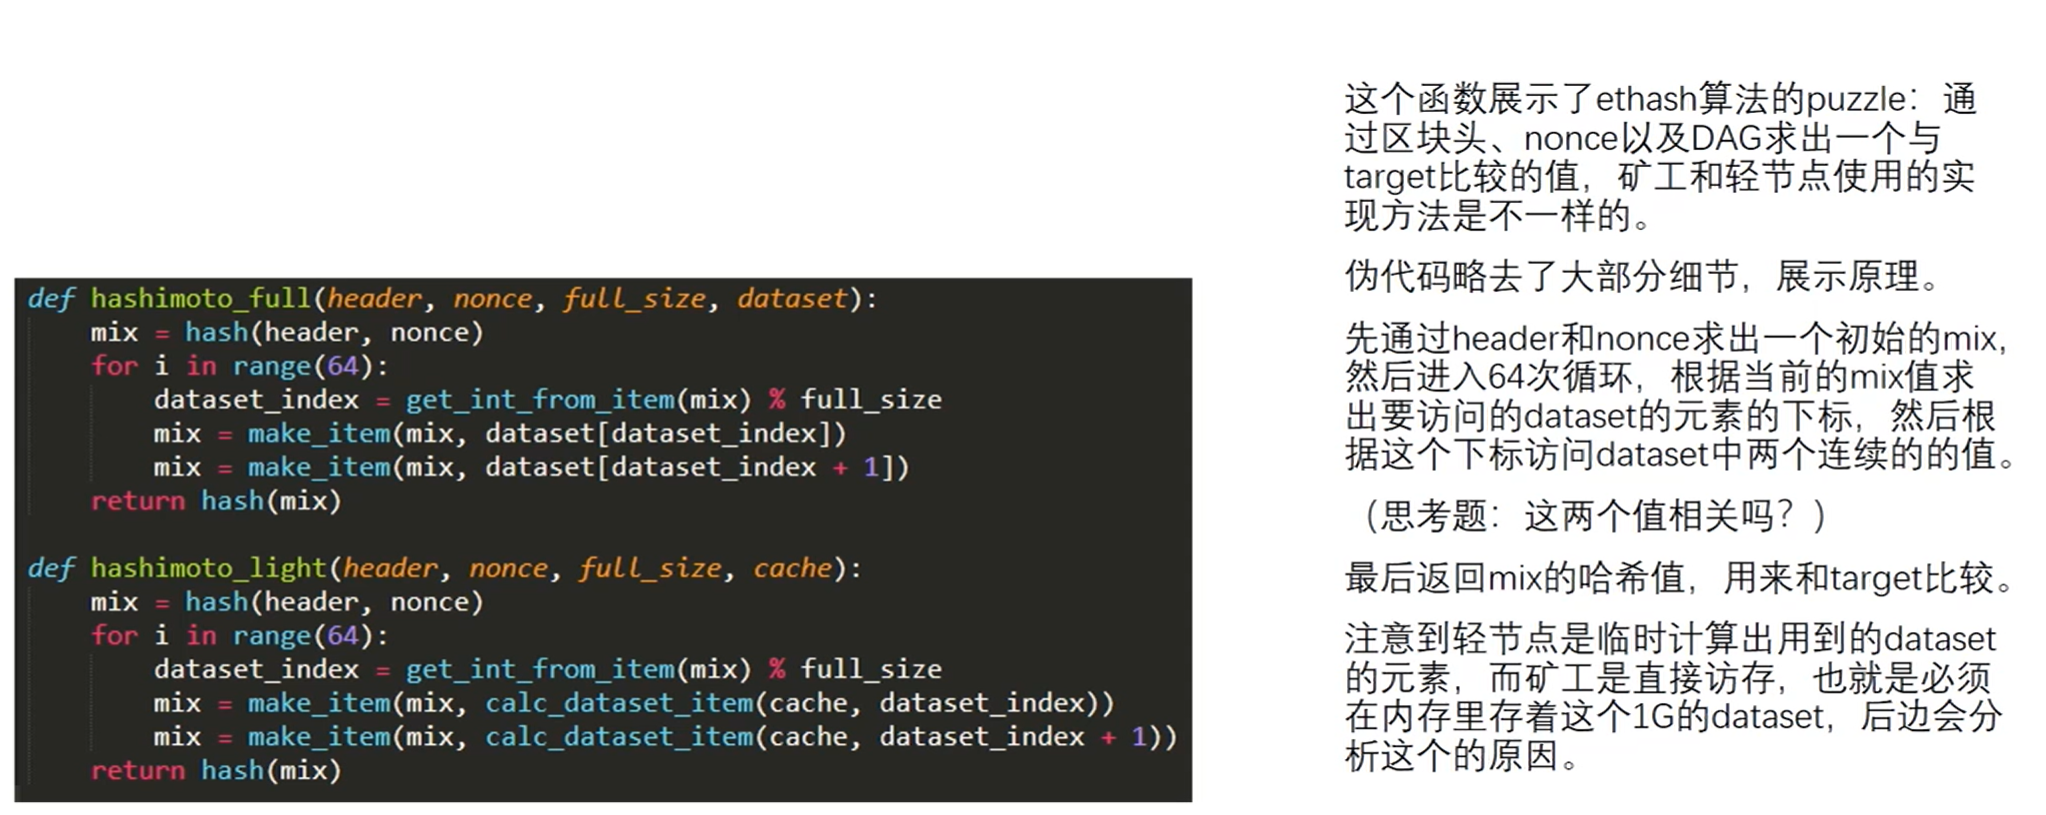 def hashimoto_full(header, nonce, full_size, dataset):
    mix = hash(header, nonce)
    for i in range(64):
        dataset_index = get_int_from_item(mix) % full_size
        mix = make_item(mix, dataset[dataset_index])
        mix = make_item(mix, dataset[dataset_index + 1])
    return hash(mix)
def hashimoto_light(header, nonce, full_size, cache):
    mix = hash(header, nonce)
    for i in range(64):
        dataset_index = get_int_from_item(mix) % full_size
        mix = make_item(mix, calc_dataset_item(cache, dataset_index))
        mix = make_item(mix, calc_dataset_item(cache, dataset_index + 1))
    return hash(mix)
这个函数展示了ethash算法的puzzle：通
过区块头、nonce以及DAG求出一个与
target比较的值，矿工和轻节点使用的实
现方法是不一样的。
伪代码略去了大部分细节，展示原理。
先通过header和nonce求出一个初始的mix,
然后进入64次循环，根据当前的mix值求
出要访问的dataset的元素的下标，然后根
据这个下标访问dataset中两个连续的的值。
（思考题：这两个值相关吗？）
最后返回mix的哈希值，用来和target比较。
注意到轻节点是临时计算出用到的dataset
的元素，而矿工是直接访存，也就是必须
在内存里存着这个1G的dataset，后边会分
析这个的原因。